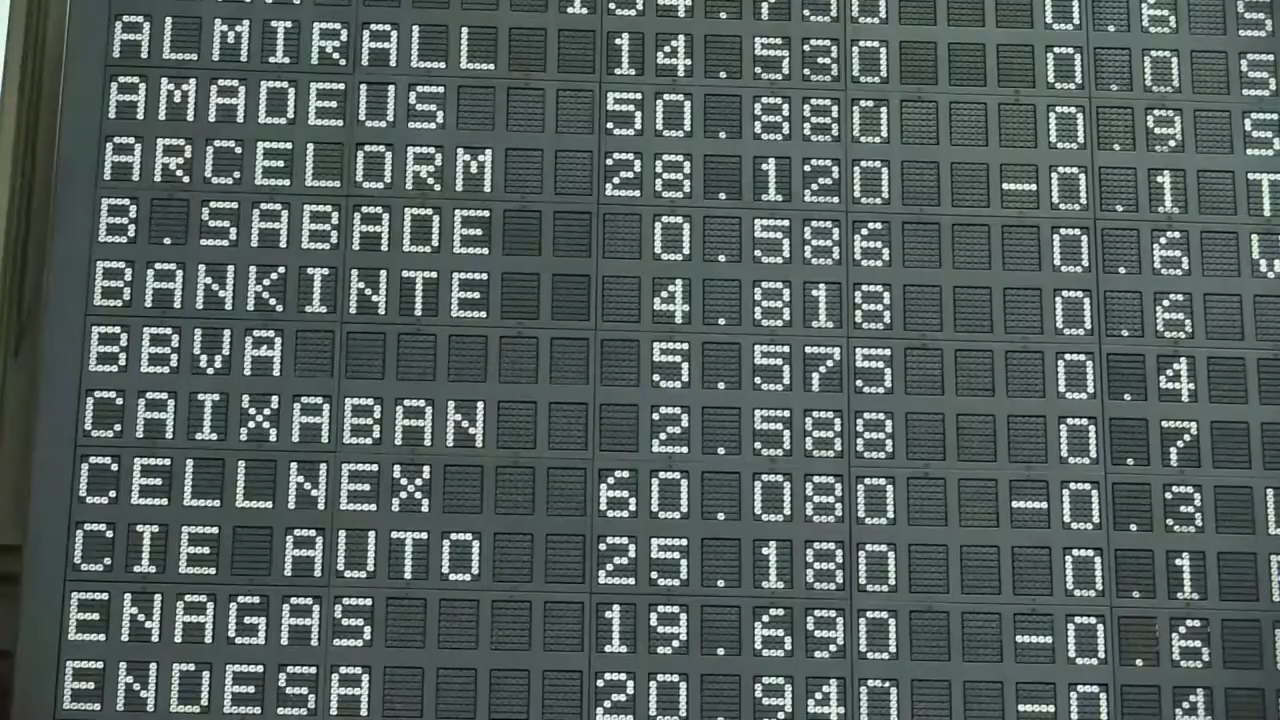 ALMIRALL 14.530 0.0 S
AMADEUS 50.880 0.9 S
ARCELORM 28.120 -0.1 T
B.SABADE 0.586 0.6
BANKINTE 4.818 0.6
BBVA 5.575 0.4
CAIXABAN 2.588 0.7
CELLNEX 60.080 -0.3
CIE AUTO 25.180 0.1
ENAGAS 19.690 -0.6
ENDESA 20.940 -0.4